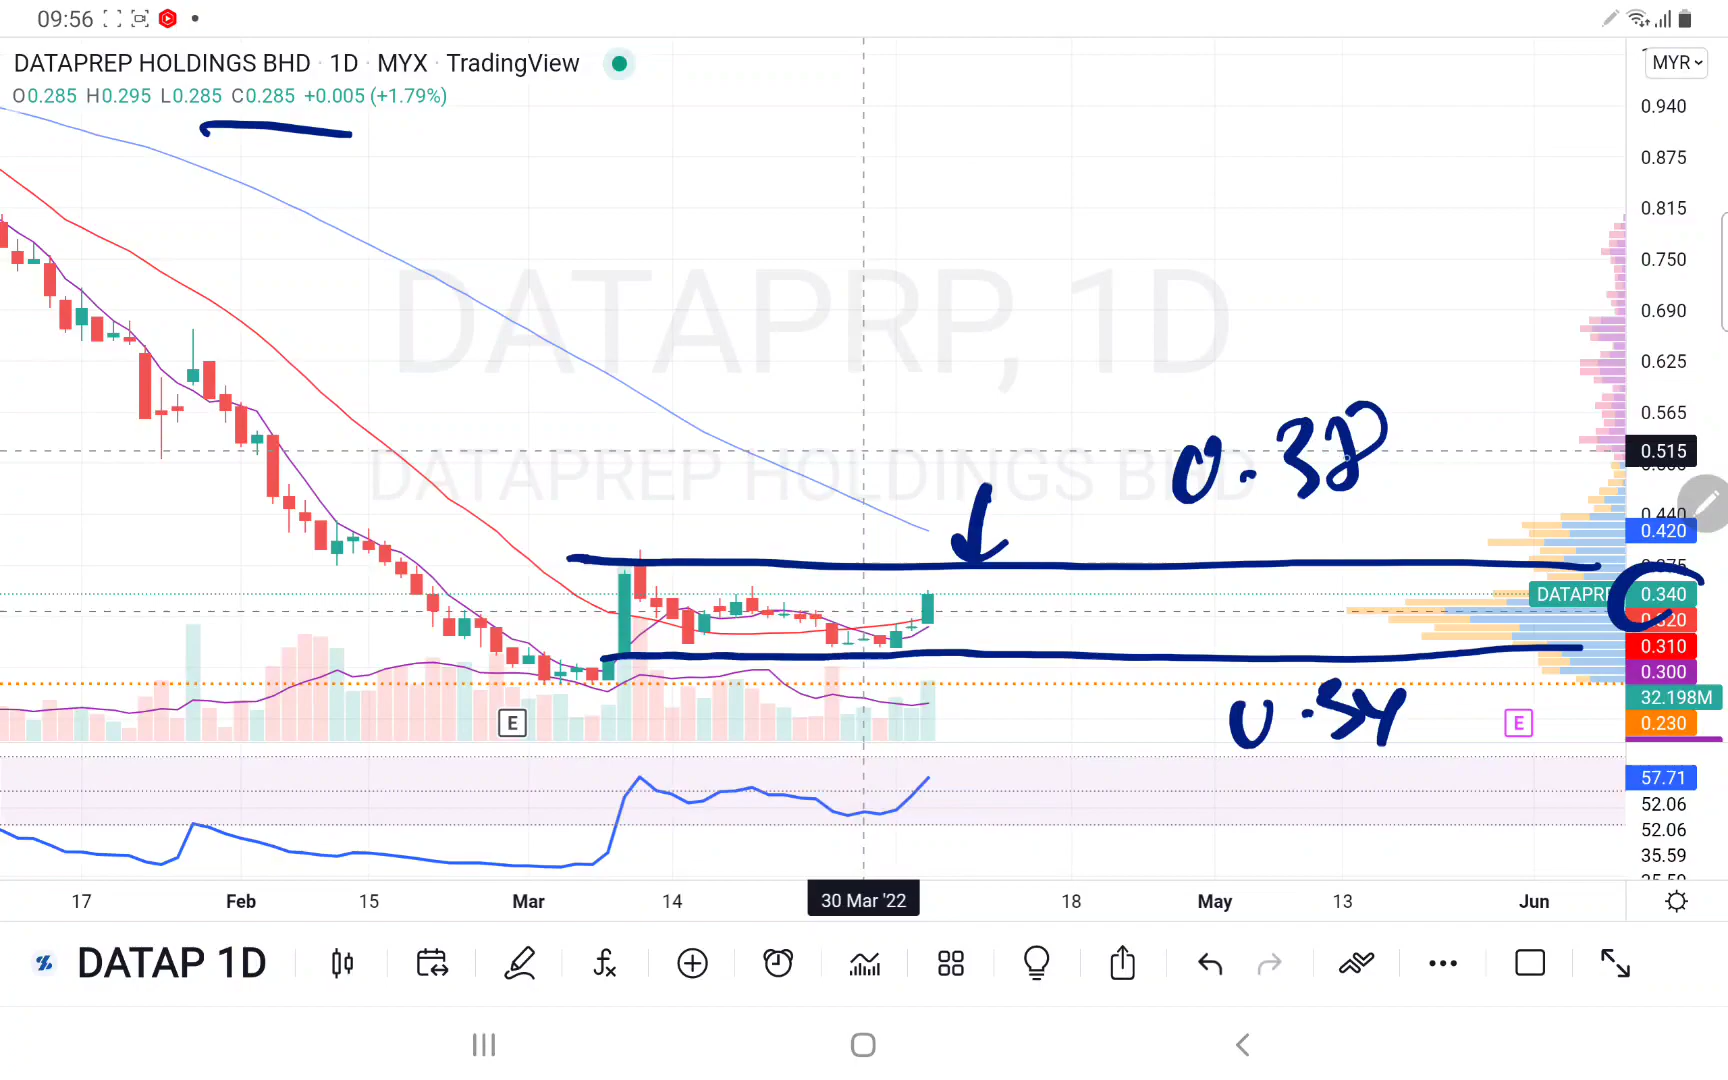 09:56
DATAPREP HOLDINGS BHD · 1D · MYX · TradingView
O0.285 H0.295 L0.285 C0.285 +0.005 (+1.79%)
MYR
0.940
0.875
0.815
0.750
0.690
0.625
0.565
0.515
0.440
0.420
DATAPRP, 1D
DATAPREP HOLDINGS BHD
0.38
0.340
0.320
0.310
0.300
32.198M
0.230
0.34
E
E
57.71
52.06
52.06
35.59
17 Feb 15 Mar 14 30 Mar '22 18 May 13 Jun
DATAP 1D